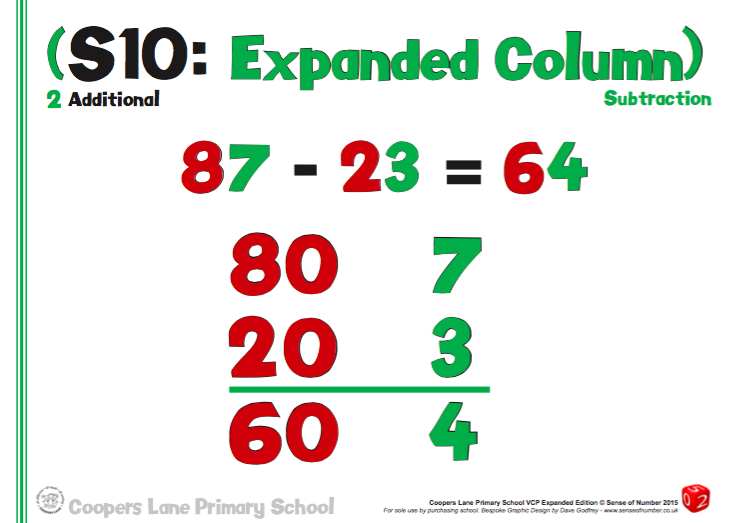 (S10: Expanded Column)
2 Additional Subtraction
87 - 23 = 64
80 7
20 3
60 4
Coopers Lane Primary School
Coopers Lane Primary School VCP Expanded Edition © Sense of Number 2015
For sole use by purchasing school. Bespoke Graphic Design by Dave Godfrey - www.senseofnumber.co.uk